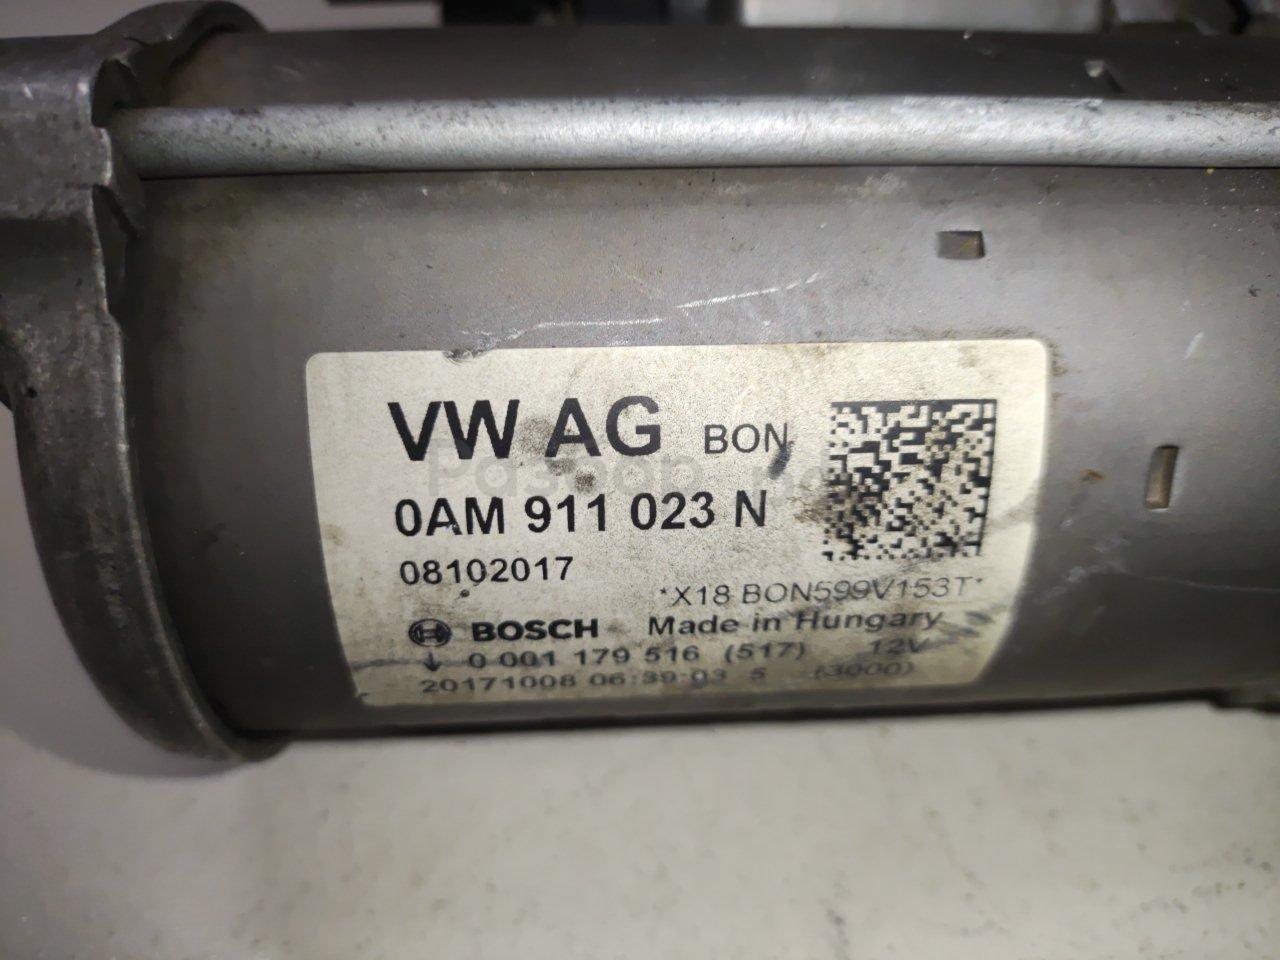 VW AG BON
0AM 911 023 N
08102017
*X18 BON599V153T*
BOSCH Made in Hungary
↓ 0 001 179 516 (517) 12V
20171008 06:39:03 5 (3000)
Разбор